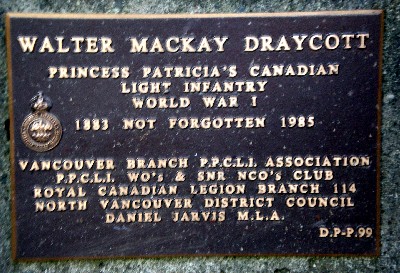 WALTER MACKAY DRAYCOTT
PRINCESS PATRICIA'S CANADIAN
LIGHT INFANTRY
WORLD WAR I
1883 NOT FORGOTTEN 1985
VANCOUVER BRANCH P.P.C.L.I. ASSOCIATION
P.P.C.L.I. WO'S & SNR NCO'S CLUB
ROYAL CANADIAN LEGION BRANCH 114
NORTH VANCOUVER DISTRICT COUNCIL
DANIEL JARVIS M.L.A.
D.P-P.99